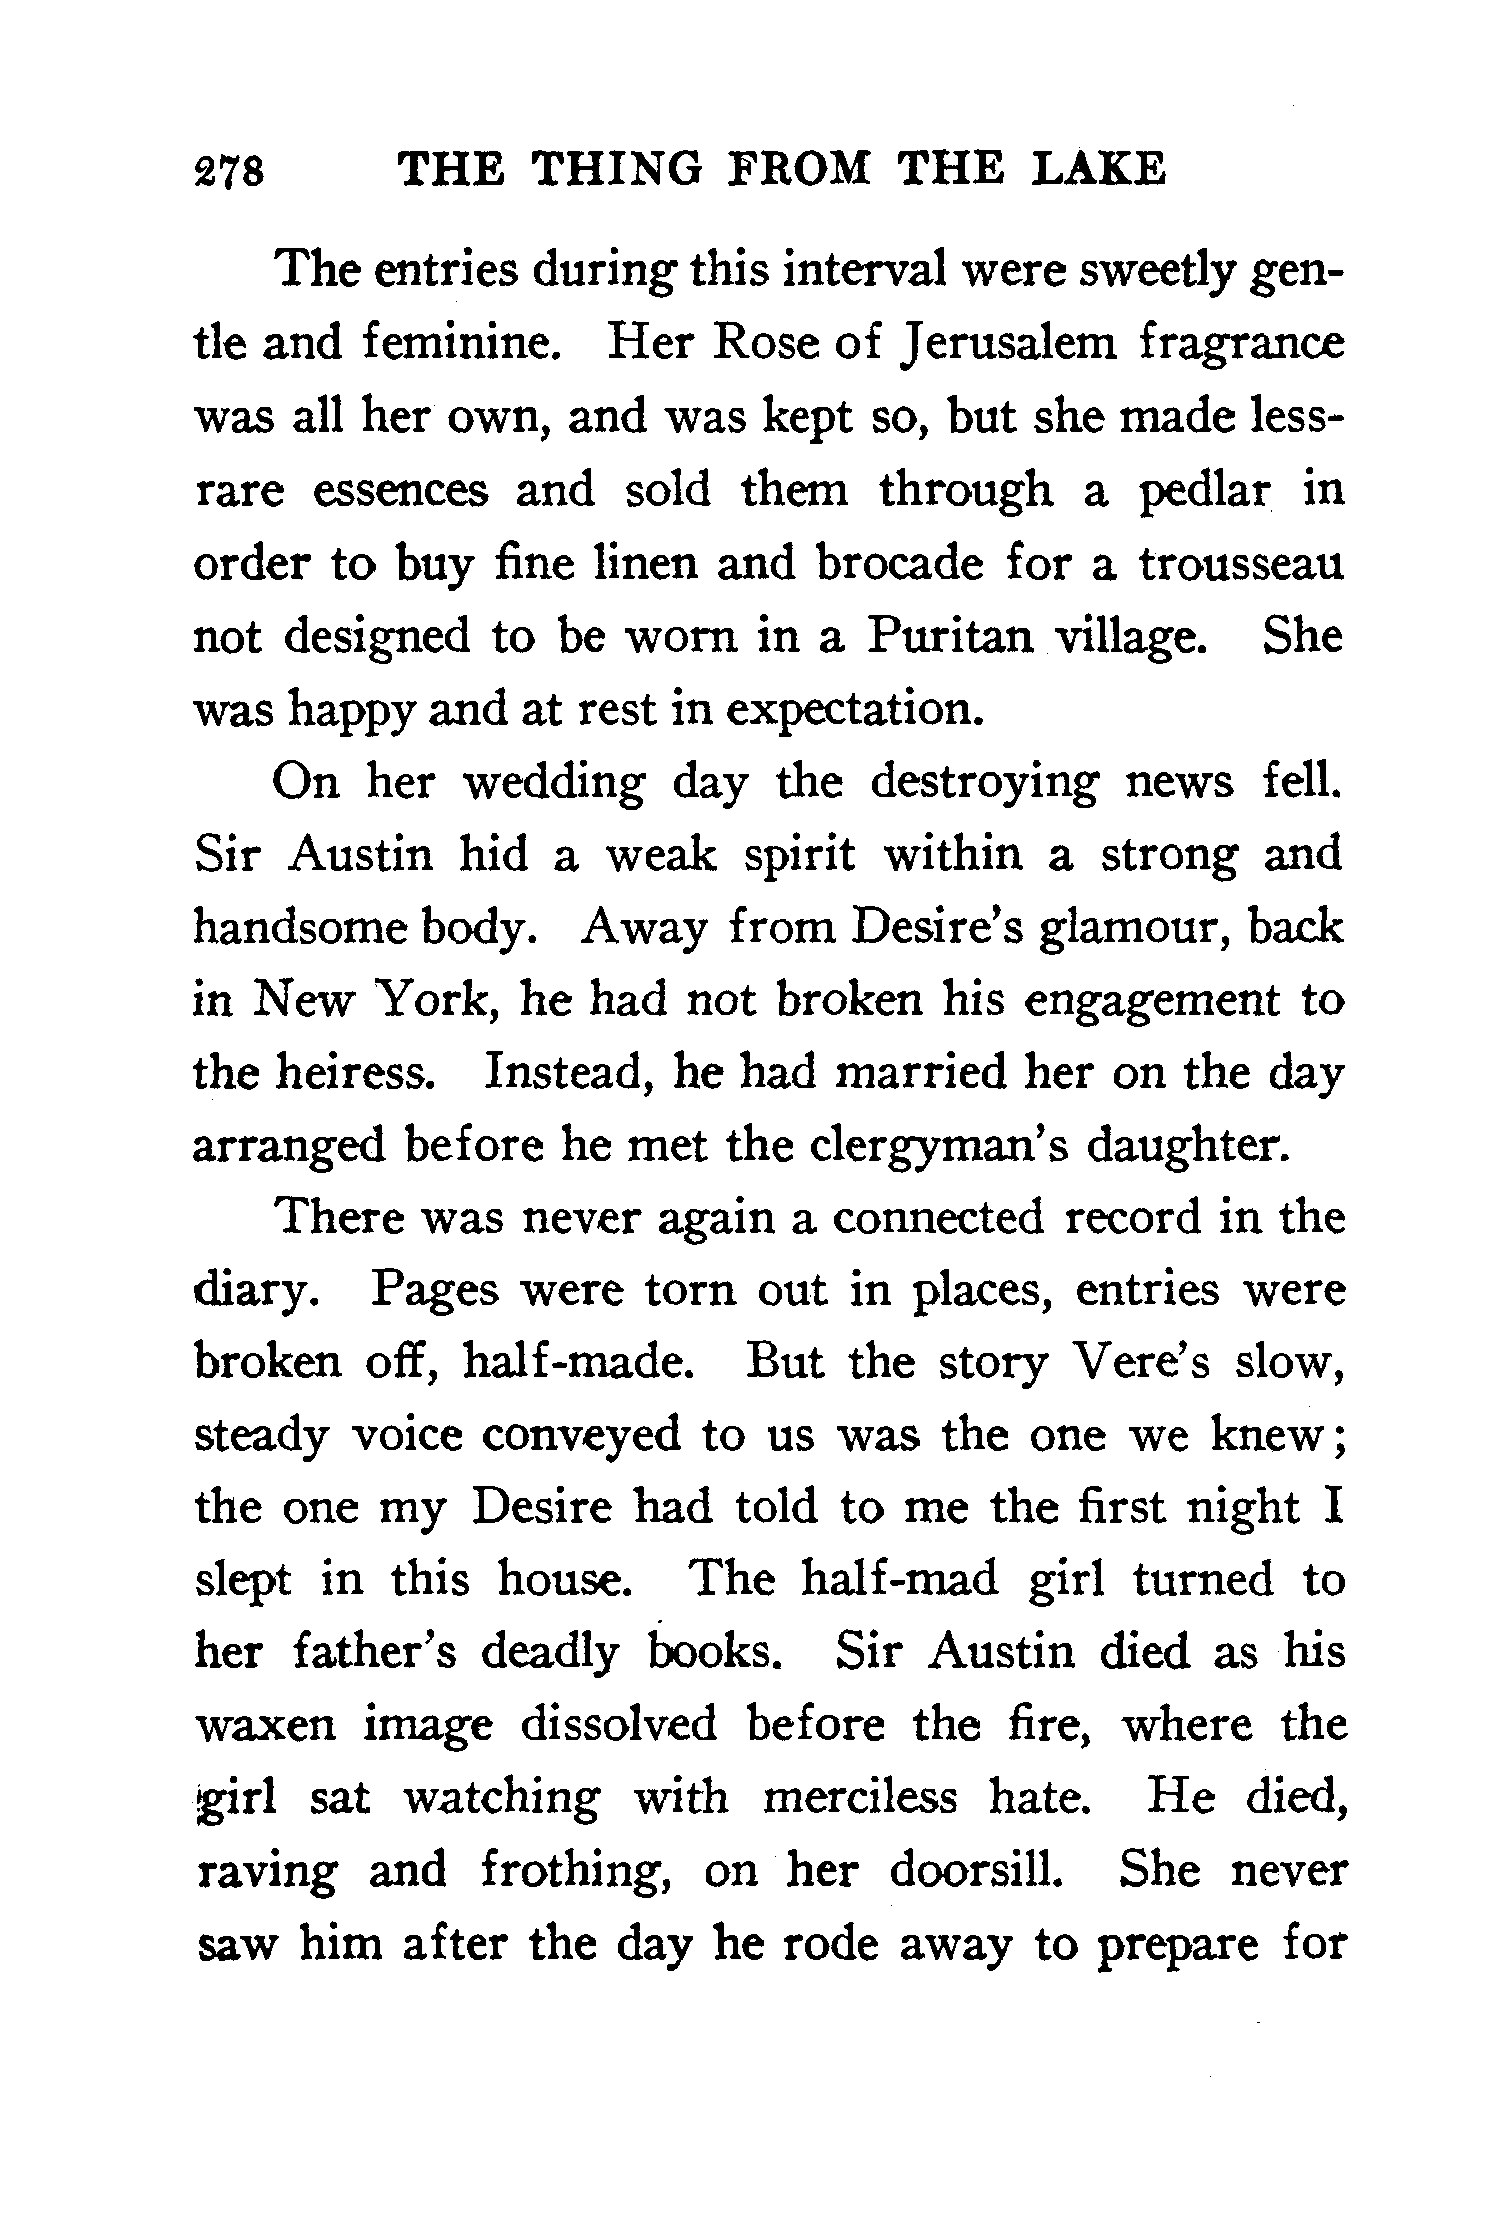 278 THE THING FROM THE LAKE
The entries during this interval were sweetly gen-
tle and feminine. Her Rose of Jerusalem fragrance
was all her own, and was kept so, but she made less-
rare essences and sold them through a pedlar in
order to buy fine linen and brocade for a trousseau
not designed to be worn in a Puritan village. She
was happy and at rest in expectation.
On her wedding day the destroying news fell.
Sir Austin hid a weak spirit within a strong and
handsome body. Away from Desire's glamour, back
in New York, he had not broken his engagement to
the heiress. Instead, he had married her on the day
arranged before he met the clergyman's daughter.
There was never again a connected record in the
diary. Pages were torn out in places, entries were
broken off, half-made. But the story Vere's slow,
steady voice conveyed to us was the one we knew;
the one my Desire had told to me the first night I
slept in this house. The half-mad girl turned to
her father's deadly books. Sir Austin died as his
waxen image dissolved before the fire, where the
girl sat watching with merciless hate. He died,
raving and frothing, on her doorsill. She never
saw him after the day he rode away to prepare for